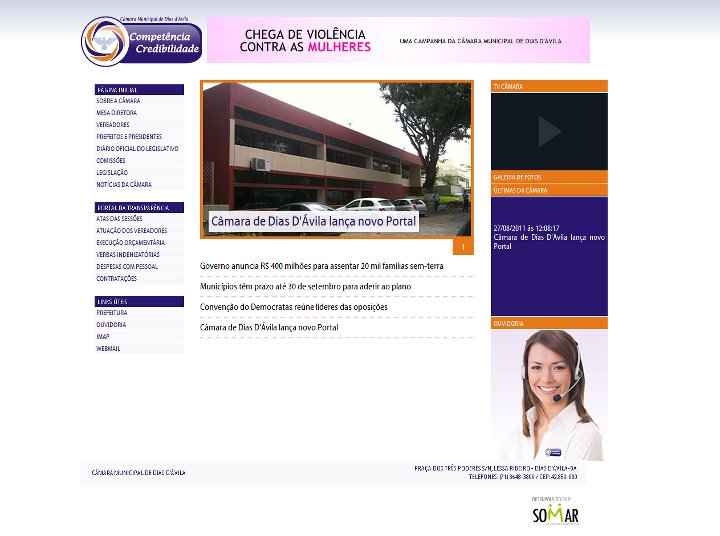 Câmara Municipal de Dias d'Ávila
Competência
Credibilidade
CHEGA DE VIOLÊNCIA
CONTRA AS MULHERES
UMA CAMPANHA DA CÂMARA MUNICIPAL DE DIAS D'ÁVILA.
PÁGINA INICIAL
SOBRE A CÂMARA
MESA DIRETORA
VEREADORES
PREFEITOS E PRESIDENTES
DIÁRIO OFICIAL DO LEGISLATIVO
COMISSÕES
LEGISLAÇÃO
NOTÍCIAS DA CÂMARA
PORTAL DA TRANSPARÊNCIA
ATAS DAS SESSÕES
ATUAÇÃO DOS VEREADORES
EXECUÇÃO ORÇAMENTÁRIA
VERBAS INDENIZATÓRIAS
DESPESAS COM PESSOAL
CONTRATAÇÕES
LINKS ÚTEIS
PREFEITURA
OUVIDORIA
IMAP
WEBMAIL
Câmara de Dias D'Ávila lança novo Portal
1
Governo anuncia R$ 400 milhões para assentar 20 mil famílias sem-terra
Municípios têm prazo até 30 de setembro para aderir ao plano
Convenção do Democratas reúne líderes das oposições
Câmara de Dias D'Ávila lança novo Portal
TV CÂMARA
GALERIA DE FOTOS
ÚLTIMAS DA CÂMARA
27/08/2011 às 12:08:17
Câmara de Dias D'Ávila lança novo
Portal
OUVIDORIA
CÂMARA MUNICIPAL DE DIAS D'ÁVILA
PRAÇA DOS TRÊS PODERES S/N, LESSA RIBEIRO - DIAS D'ÁVILA-BA
TELEFONES: (71) 3648-3800 / CEP: 42.850-000
DESENVOLVIDO POR:
SOMAR